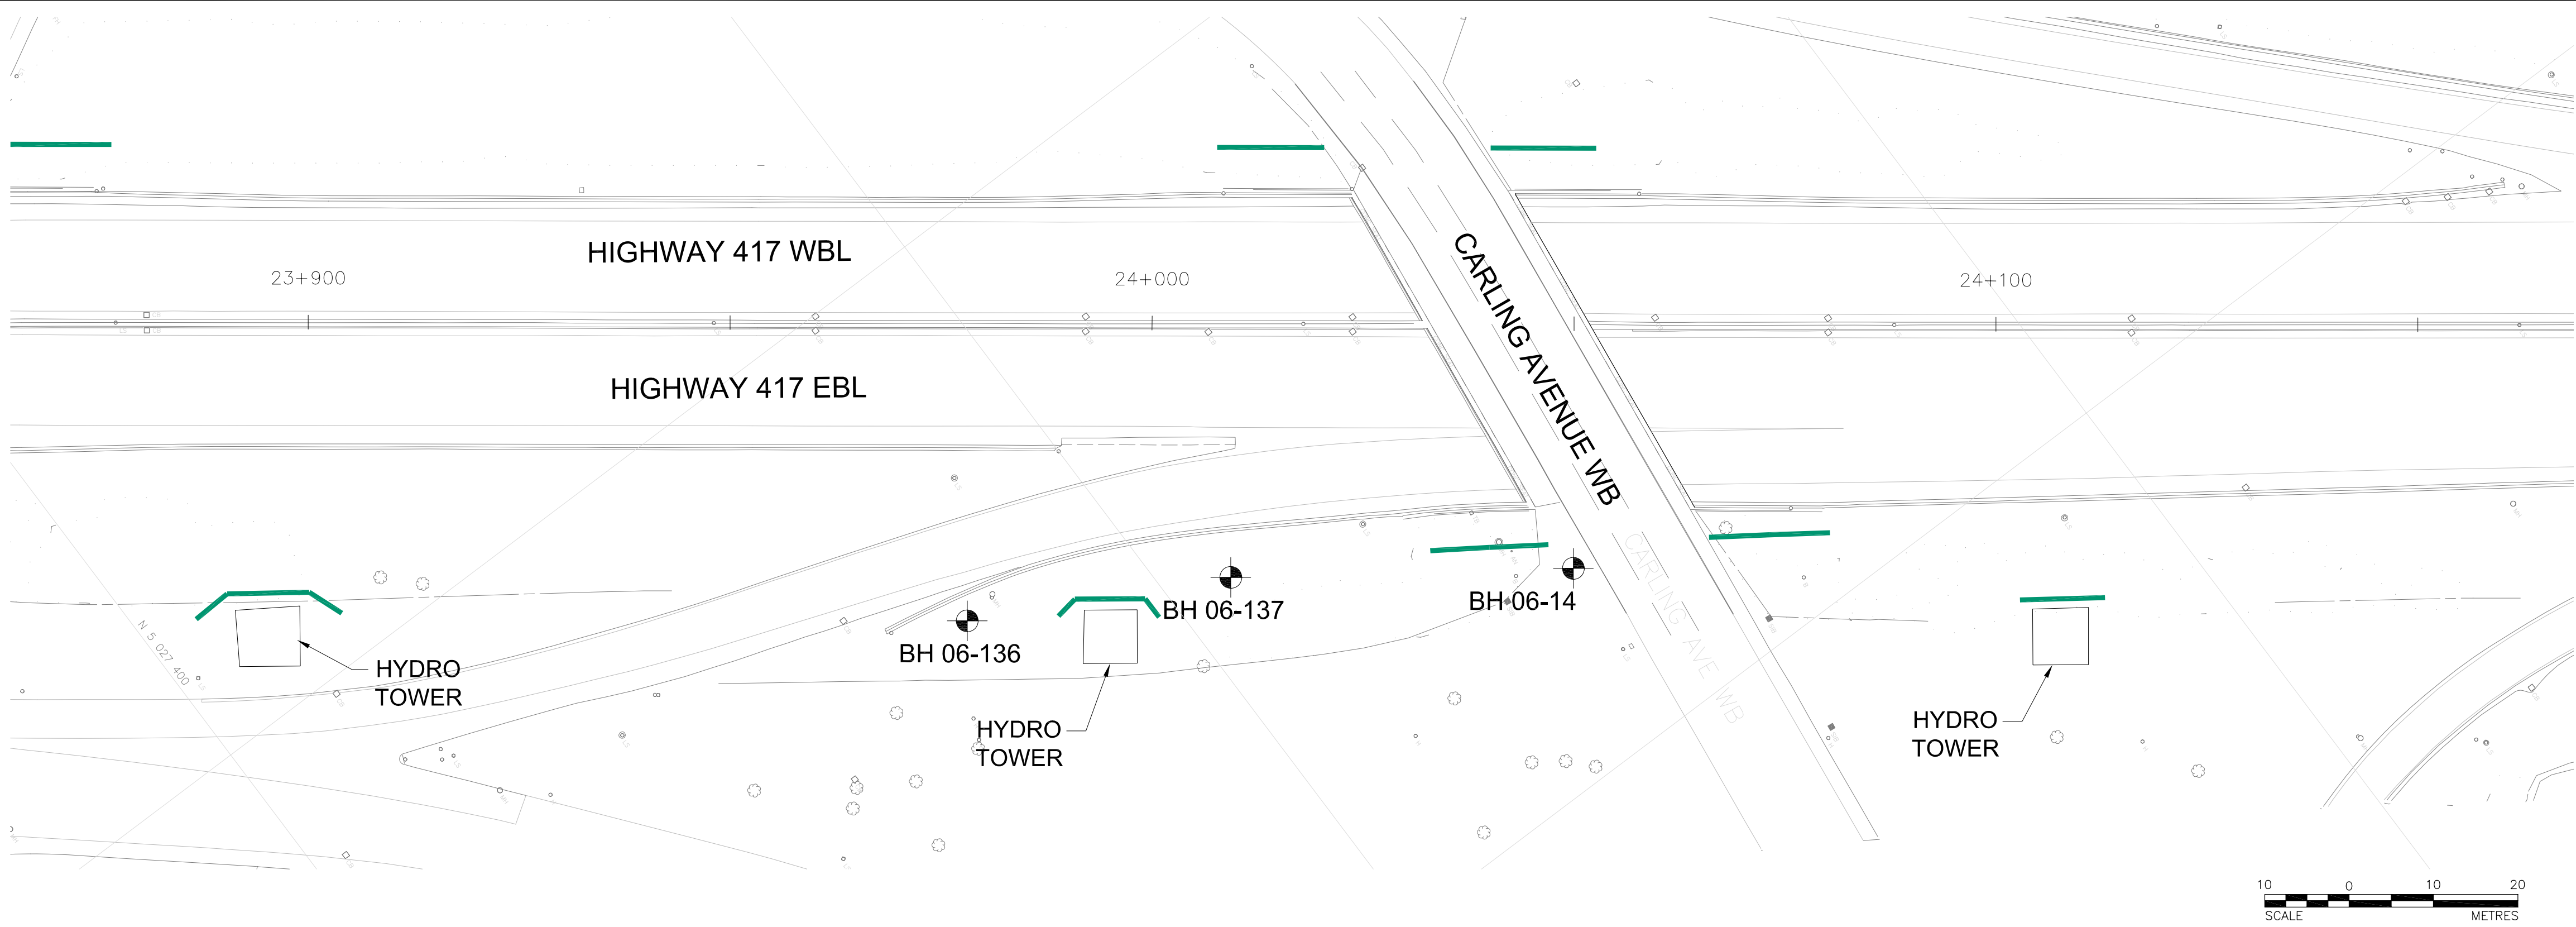 HIGHWAY 417 WBL
23+900
24+000
24+100
CARLING AVENUE WB
HIGHWAY 417 EBL
CARLING AVE WB
BH 06-137
BH 06-14
BH 06-136
N 5 027 400
HYDRO
TOWER
HYDRO
TOWER
HYDRO
TOWER
10 0 10 20
SCALE METRES